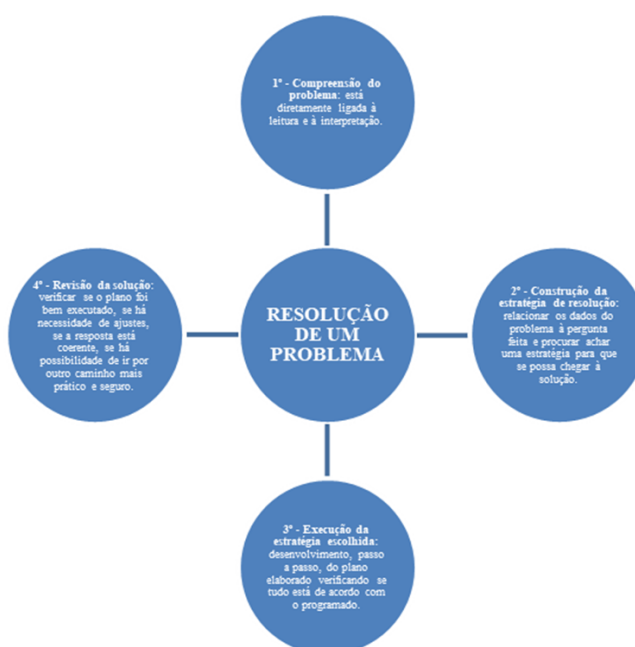 1º - Compreensão do
problema: está
diretamente ligada à
leitura e à interpretação.
RESOLUÇÃO
DE UM
PROBLEMA
2º - Construção da
estratégia de resolução:
relacionar os dados do
problema à pergunta
feita e procurar achar
uma estratégia para que
se possa chegar à
solução.
3º - Execução da
estratégia escolhida:
desenvolvimento, passo
a passo, do plano
elaborado verificando se
tudo está de acordo com
o programado.
4º - Revisão da solução:
verificar se o plano foi
bem executado, se há
necessidade de ajustes,
se a resposta está
coerente, se há
possibilidade de ir por
outro caminho mais
prático e seguro.